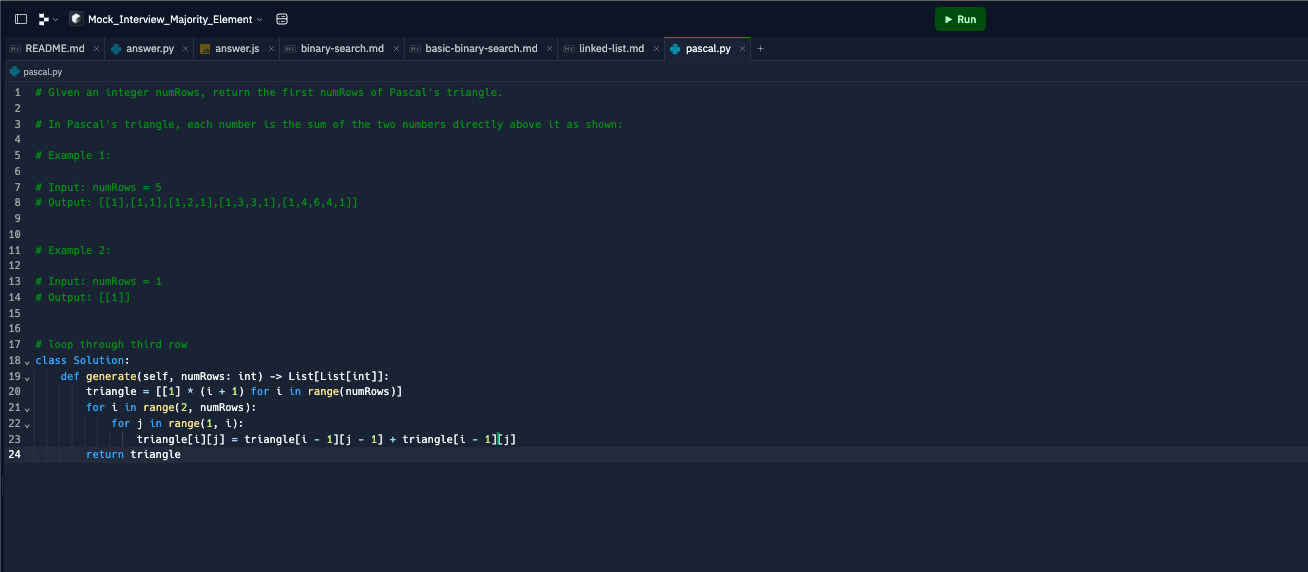 Mock_Interview_Majority_Element
Run
README.md
answer.py
answer.js
binary-search.md
basic-binary-search.md
linked-list.md
pascal.py
pascal.py
1 # Given an integer numRows, return the first numRows of Pascal's triangle.
2
3 # In Pascal's triangle, each number is the sum of the two numbers directly above it as shown:
4
5 # Example 1:
6
7 # Input: numRows = 5
8 # Output: [[1],[1,1],[1,2,1],[1,3,3,1],[1,4,6,4,1]]
9
10
11 # Example 2:
12
13 # Input: numRows = 1
14 # Output: [[1]]
15
16
17 # loop through third row
18 class Solution:
19     def generate(self, numRows: int) -> List[List[int]]:
20         triangle = [[1] * (i + 1) for i in range(numRows)]
21         for i in range(2, numRows):
22             for j in range(1, i):
23                 triangle[i][j] = triangle[i - 1][j - 1] + triangle[i - 1][j]
24         return triangle